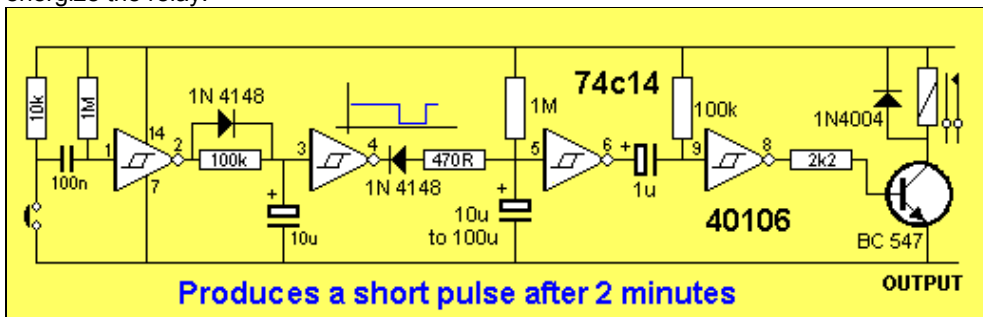 energize the relay.
10k
1M
100n
1
14
2
7
1N 4148
100k
+
10u
3
4
1N 4148
470R
1M
+
10u
to 100u
5
74c14
6
+
1u
100k
9
8
40106
2k2
1N4004
BC 547
OUTPUT
Produces a short pulse after 2 minutes